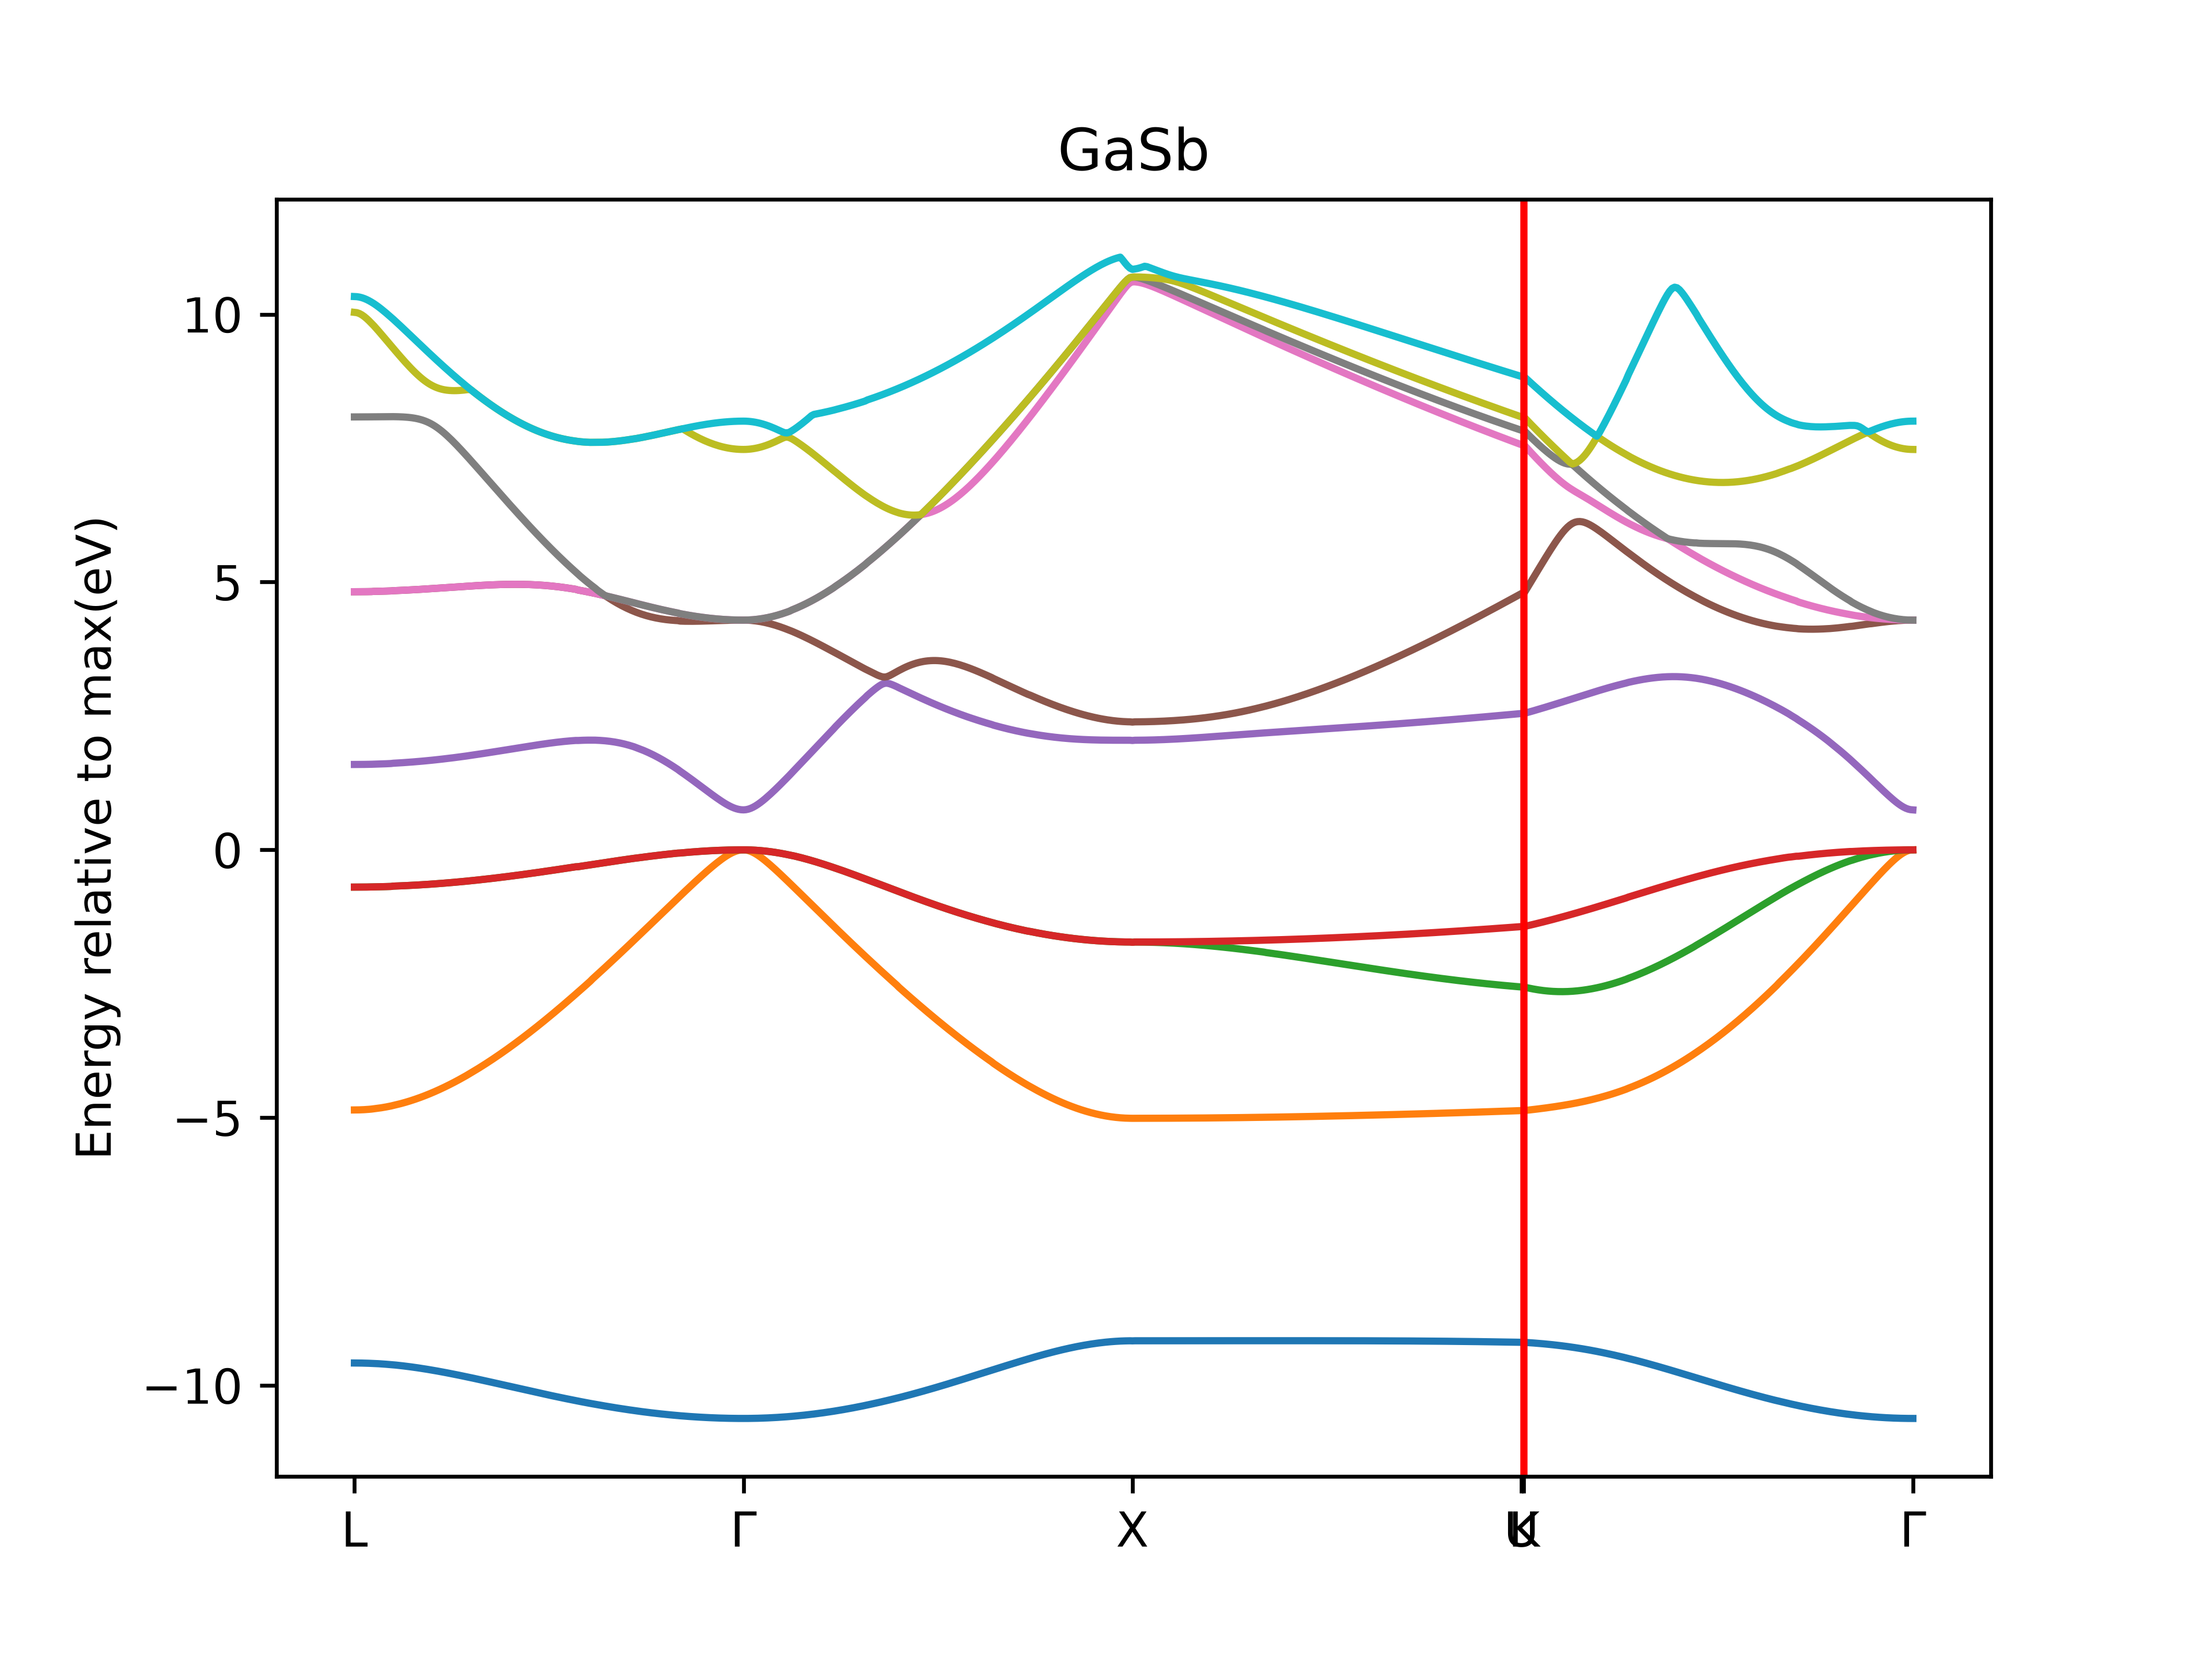 GaSb
Energy relative to max(eV)
10
5
0
−5
−10
L Γ X U K Γ